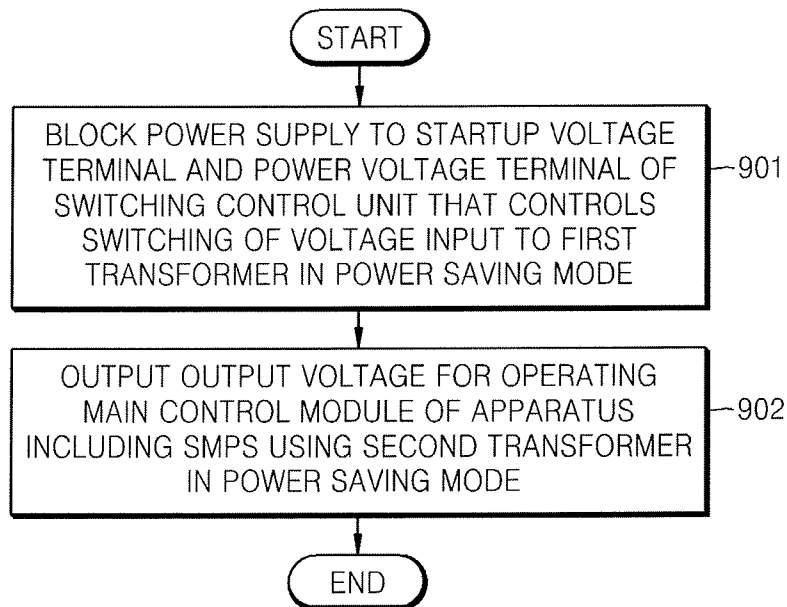 START
BLOCK POWER SUPPLY TO STARTUP VOLTAGE
TERMINAL AND POWER VOLTAGE TERMINAL OF
SWITCHING CONTROL UNIT THAT CONTROLS
SWITCHING OF VOLTAGE INPUT TO FIRST
TRANSFORMER IN POWER SAVING MODE
901
OUTPUT OUTPUT VOLTAGE FOR OPERATING
MAIN CONTROL MODULE OF APPARATUS
INCLUDING SMPS USING SECOND TRANSFORMER
IN POWER SAVING MODE
902
END